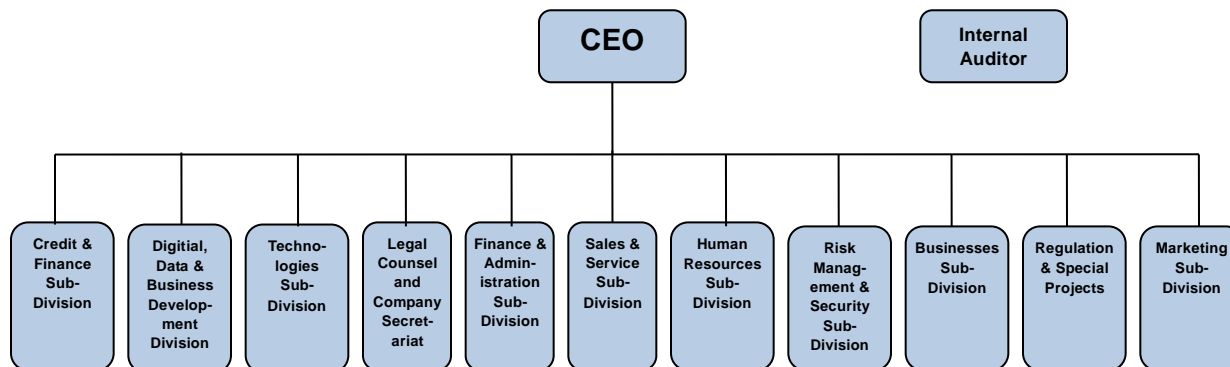 CEO
Internal
Auditor
Credit &
Finance
Sub-
Division
Digitial,
Data &
Business
Develop-
ment
Division
Techno-
logies
Sub-
Division
Legal
Counsel
and
Company
Secret-
ariat
Finance &
Admin-
istration
Sub-
Division
Sales &
Service
Sub-
Division
Human
Resources
Sub-
Division
Risk
Manag-
ement &
Security
Sub-
Division
Businesses
Sub-
Division
Regulation
& Special
Projects
Marketing
Sub-
Division